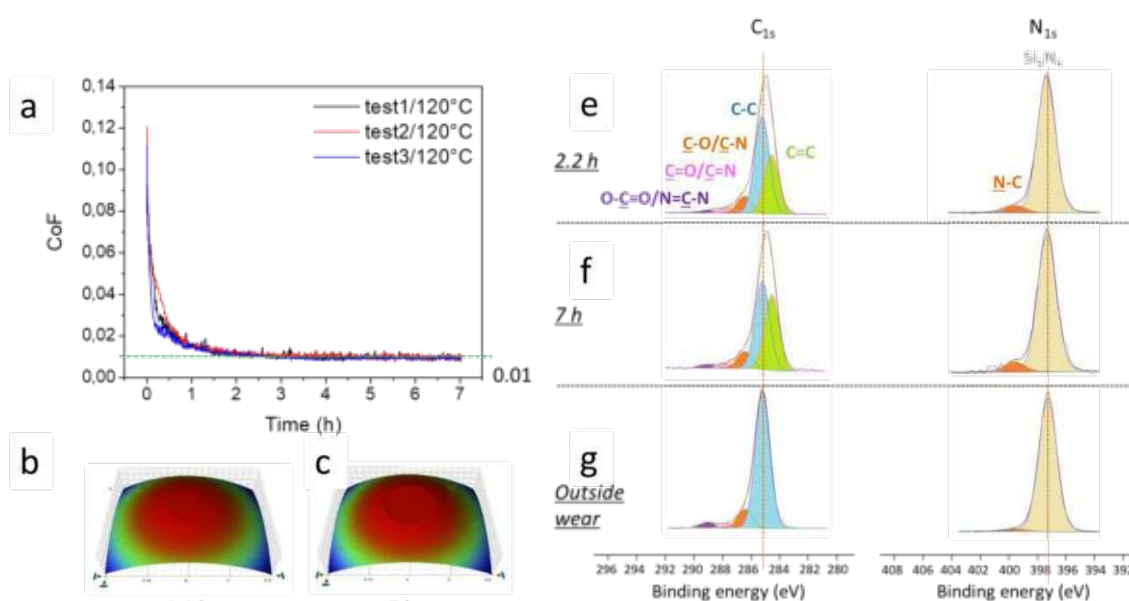 a
0,14
0,12
0,10
0,08
0,06
0,04
0,02
0,00
CoF
test1/120°C
test2/120°C
test3/120°C
0.01
0 1 2 3 4 5 6 7
Time (h)
b
c
C1s
N1s
Si3N4
e
2.2 h
C-C
C-O/C-N
C=O/C=N
O-C=O/N=C-N
C=C
N-C
f
7 h
g
Outside
wear
296 294 292 290 288 286 284 282 280
Binding energy (eV)
408 406 404 402 400 398 396 394 392
Binding energy (eV)